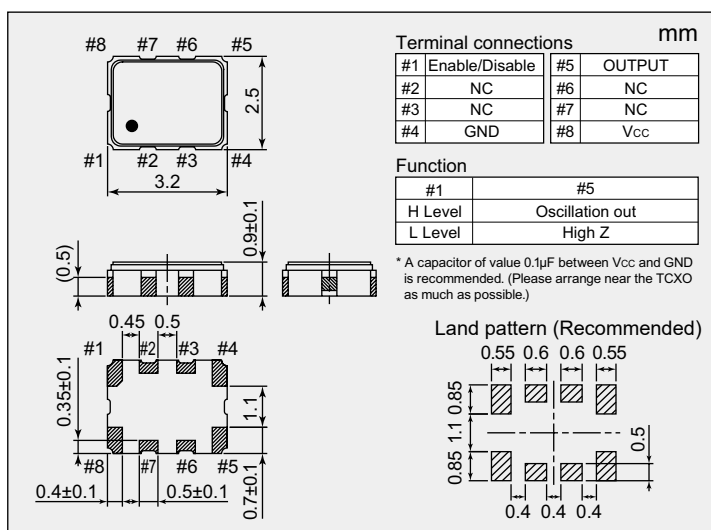 mm
#8 #7 #6 #5
2.5
#1 #2 #3 #4
3.2
Terminal connections
#1 Enable/Disable #5 OUTPUT
#2 NC #6 NC
#3 NC #7 NC
#4 GND #8 Vcc
Function
#1 #5
H Level Oscillation out
L Level High Z
* A capacitor of value 0.1µF between Vcc and GND
is recommended. (Please arrange near the TCXO
as much as possible.)
(0.5)
0.9±0.1
0.45 0.5
#1 #2 #3 #4
0.35±0.1
1.1
#8 #7 #6 #5
0.4±0.1 0.5±0.1
0.7±0.1
Land pattern (Recommended)
0.55 0.6 0.6 0.55
0.85
1.1
0.85
0.5
0.4 0.4 0.4